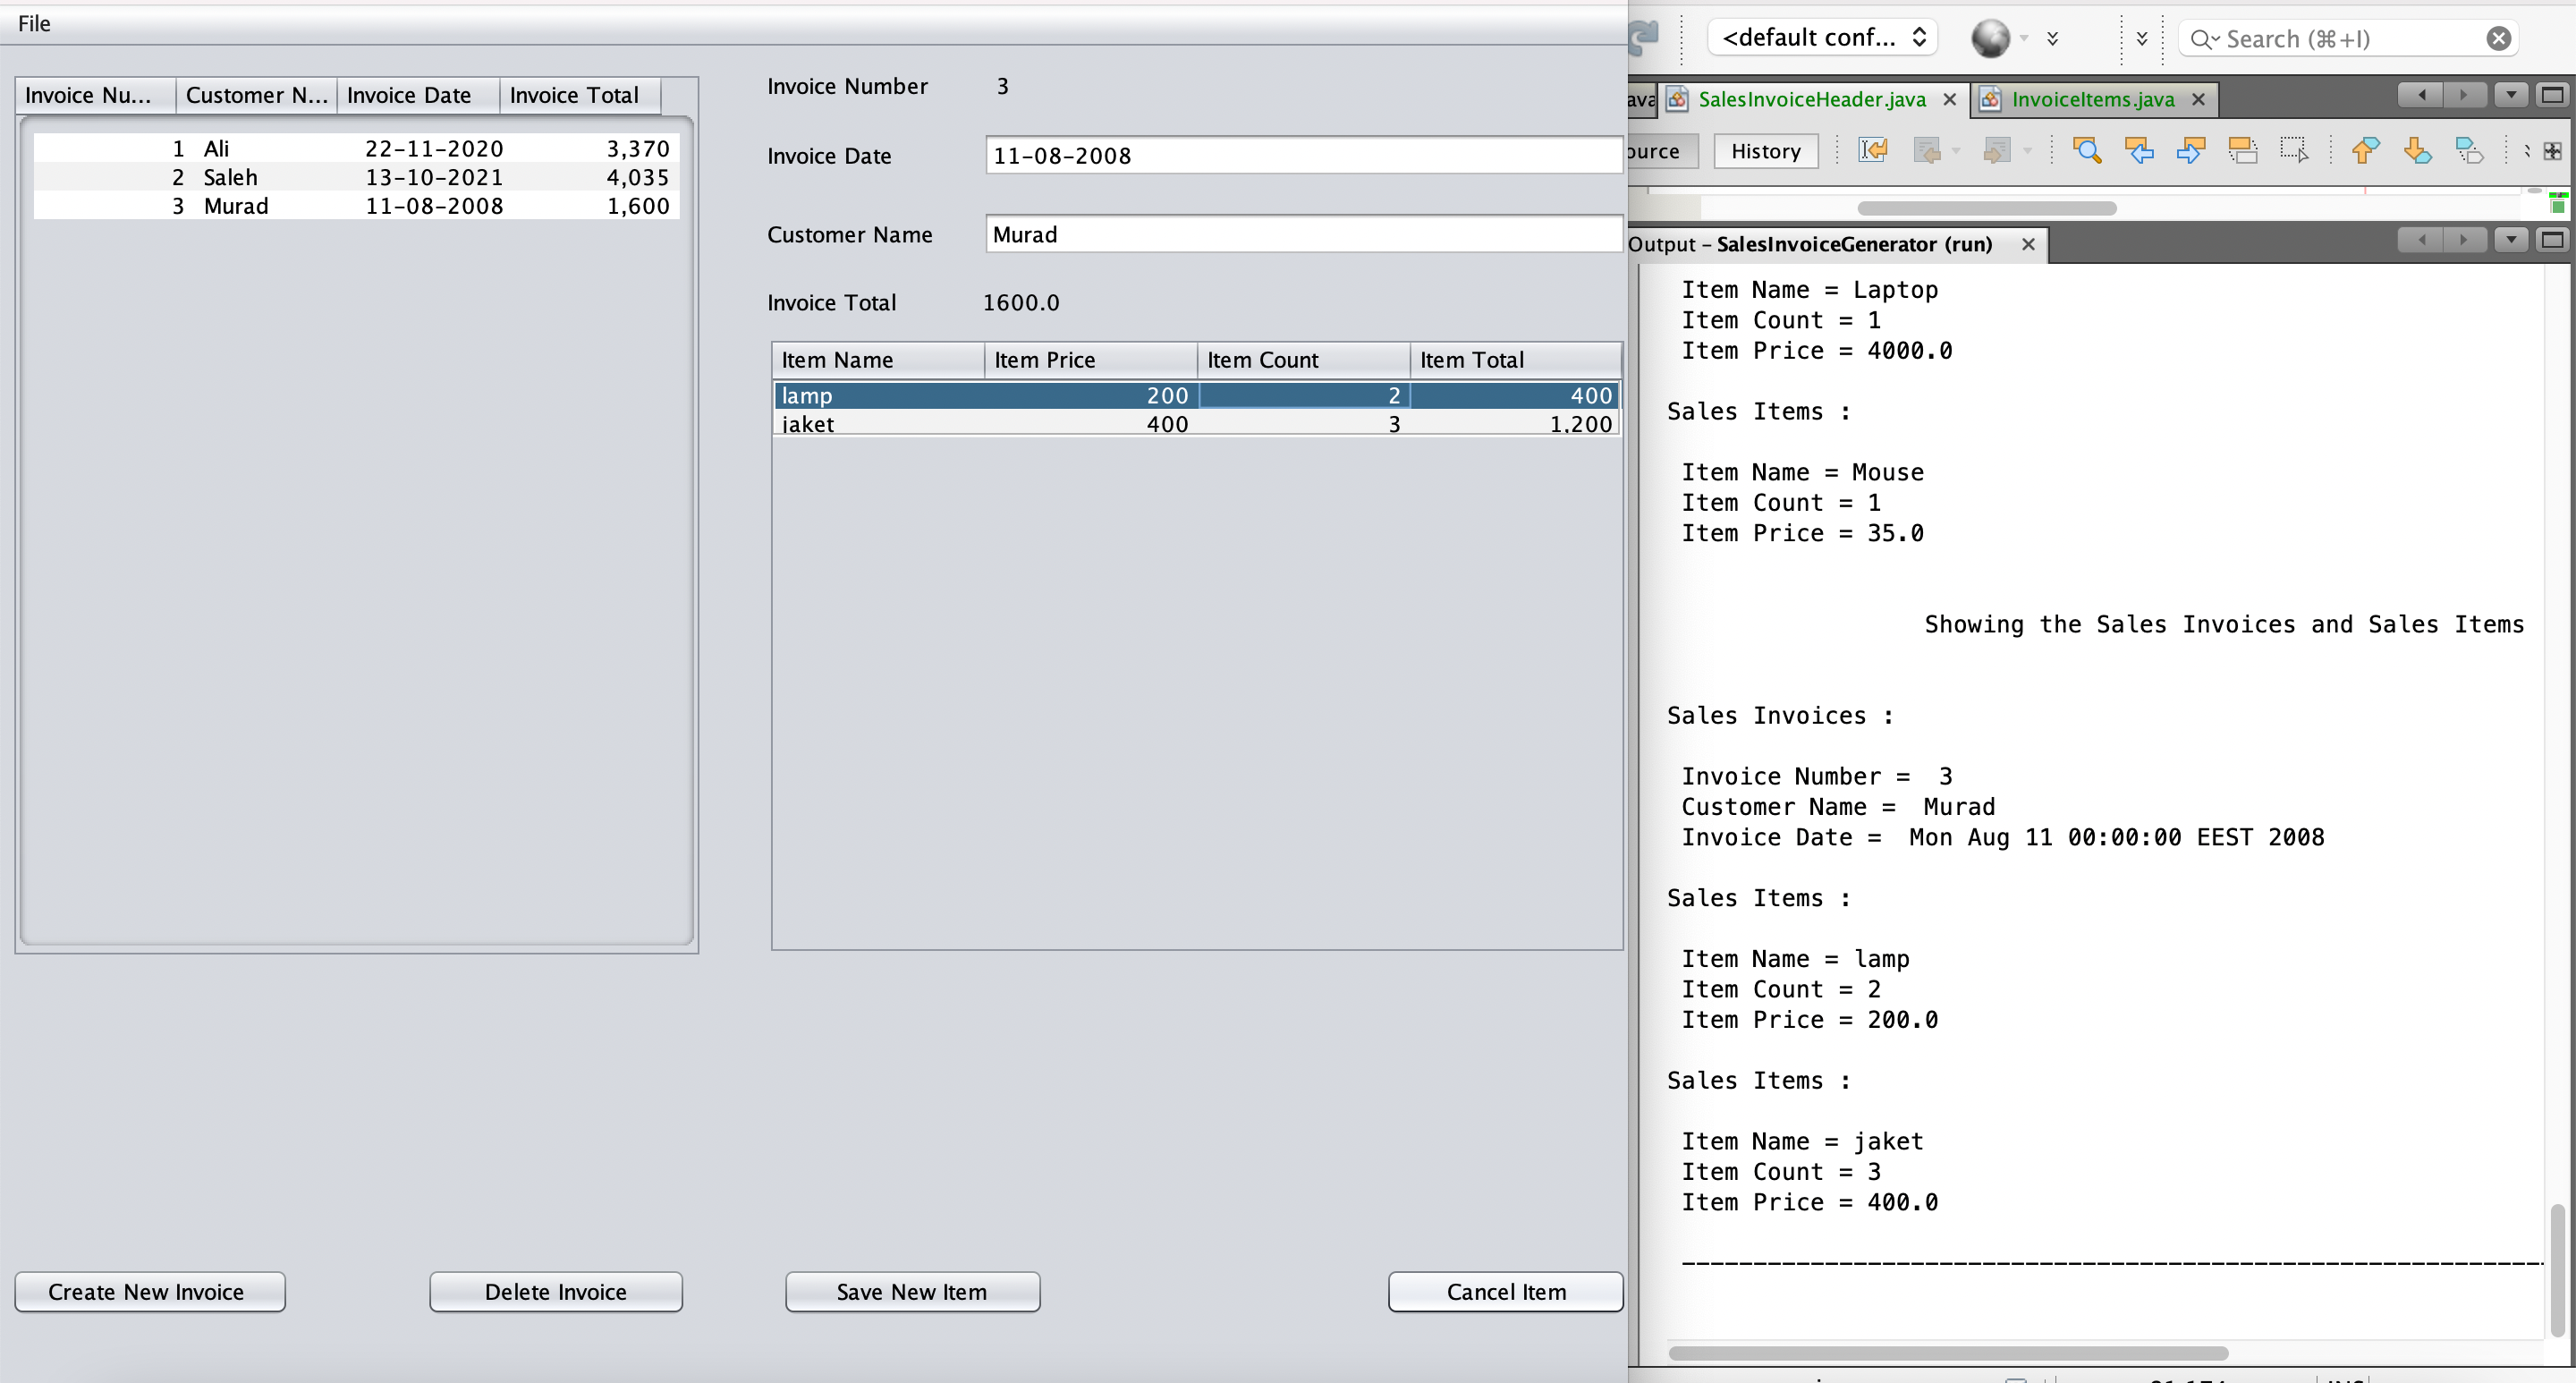 File
Invoice Nu... Customer N... Invoice Date Invoice Total
1 Ali 22-11-2020 3,370
2 Saleh 13-10-2021 4,035
3 Murad 11-08-2008 1,600
Invoice Number 3
Invoice Date 11-08-2008
Customer Name Murad
Invoice Total 1600.0
Item Name Item Price Item Count Item Total
lamp 200 2 400
jaket 400 3 1,200
Create New Invoice Delete Invoice Save New Item Cancel Item
<default conf... Search (⌘+I)
ava SalesInvoiceHeader.java InvoiceItems.java
ource History
Output – SalesInvoiceGenerator (run)
Item Name = Laptop
Item Count = 1
Item Price = 4000.0
Sales Items :
Item Name = Mouse
Item Count = 1
Item Price = 35.0
Showing the Sales Invoices and Sales Items
Sales Invoices :
Invoice Number = 3
Customer Name = Murad
Invoice Date = Mon Aug 11 00:00:00 EEST 2008
Sales Items :
Item Name = lamp
Item Count = 2
Item Price = 200.0
Sales Items :
Item Name = jaket
Item Count = 3
Item Price = 400.0